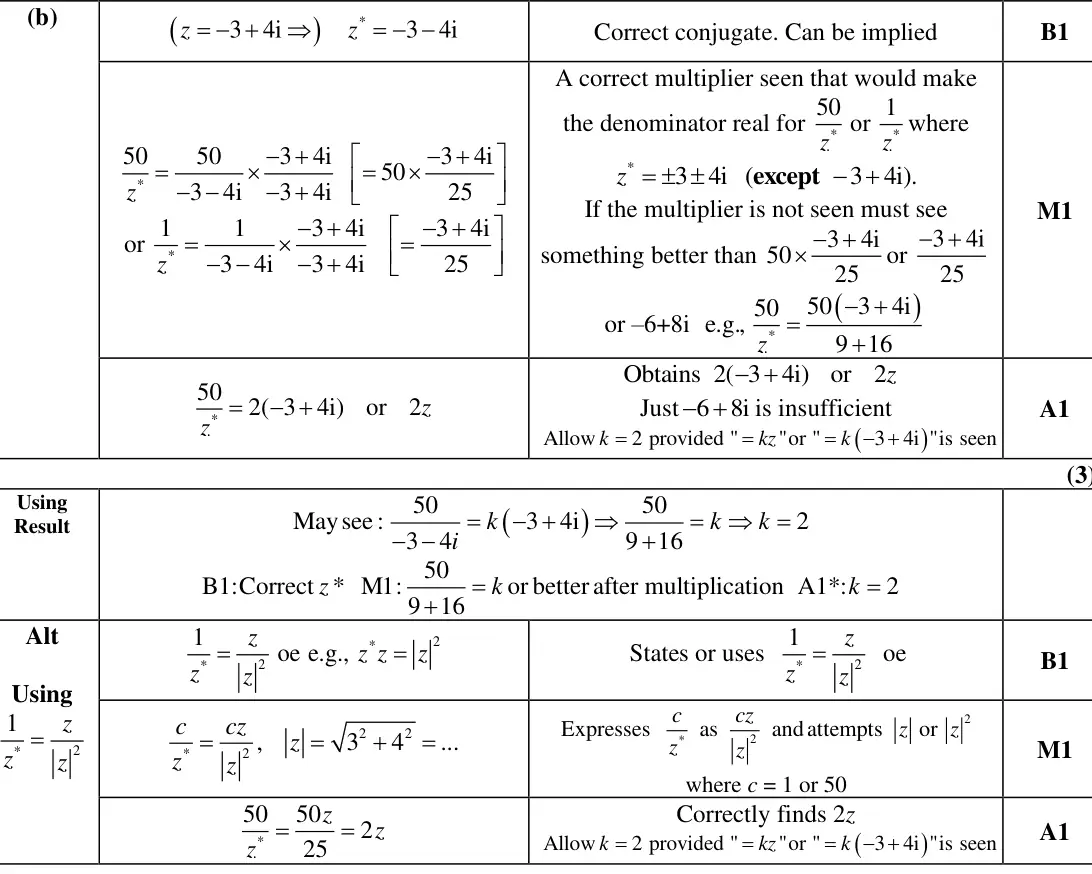 (b)
(z = −3 + 4i ⇒) z* = −3 − 4i
Correct conjugate. Can be implied
B1
50/z* = 50/(−3 − 4i) × (−3 + 4i)/(−3 + 4i) [= 50 × (−3 + 4i)/25]
or 1/z* = 1/(−3 − 4i) × (−3 + 4i)/(−3 + 4i) [= (−3 + 4i)/25]
A correct multiplier seen that would make
the denominator real for 50/z* or 1/z* where
z* = ±3 ± 4i (except −3 + 4i).
If the multiplier is not seen must see
something better than 50 × (−3 + 4i)/25 or (−3 + 4i)/25
or –6+8i e.g., 50/z* = 50(−3 + 4i)/(9 + 16)
M1
50/z* = 2(−3 + 4i) or 2z
Obtains 2(−3 + 4i) or 2z
Just −6 + 8i is insufficient
Allow k = 2 provided "= kz" or "= k(−3 + 4i)" is seen
A1
(3)
Using
Result
May see : 50/(−3 − 4i) = k(−3 + 4i) ⇒ 50/(9 + 16) = k ⇒ k = 2
B1:Correct z* M1: 50/(9 + 16) = k or better after multiplication A1*: k = 2
Alt
Using
1/z* = z/|z|²
1/z* = z/|z|² oe e.g., z*z = |z|²
States or uses 1/z* = z/|z|² oe
B1
c/z* = cz/|z|², |z| = √(3² + 4²) = ...
Expresses c/z* as cz/|z|² and attempts |z| or |z|²
where c = 1 or 50
M1
50/z* = 50z/25 = 2z
Correctly finds 2z
Allow k = 2 provided "= kz" or "= k(−3 + 4i)" is seen
A1